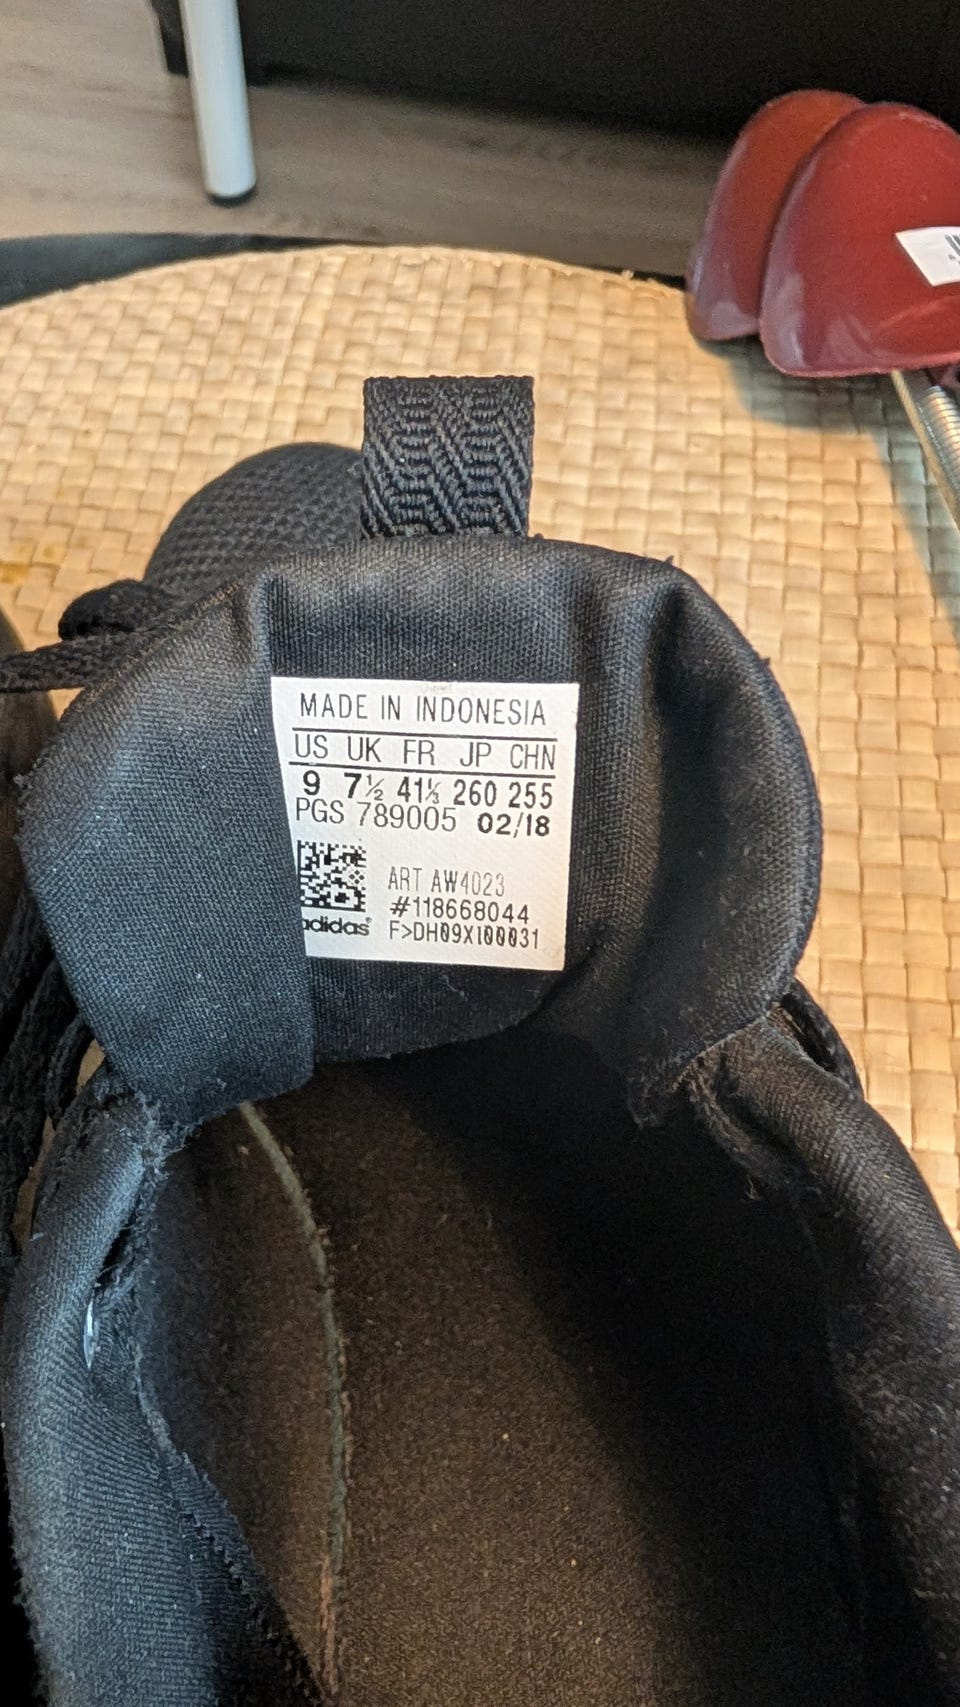 MADE IN INDONESIA
US UK FR JP CHN
9 7½ 41⅓ 260 255
PGS 789005 02/18
ART AW4023
#118668044
adidas® F>DH09X100031